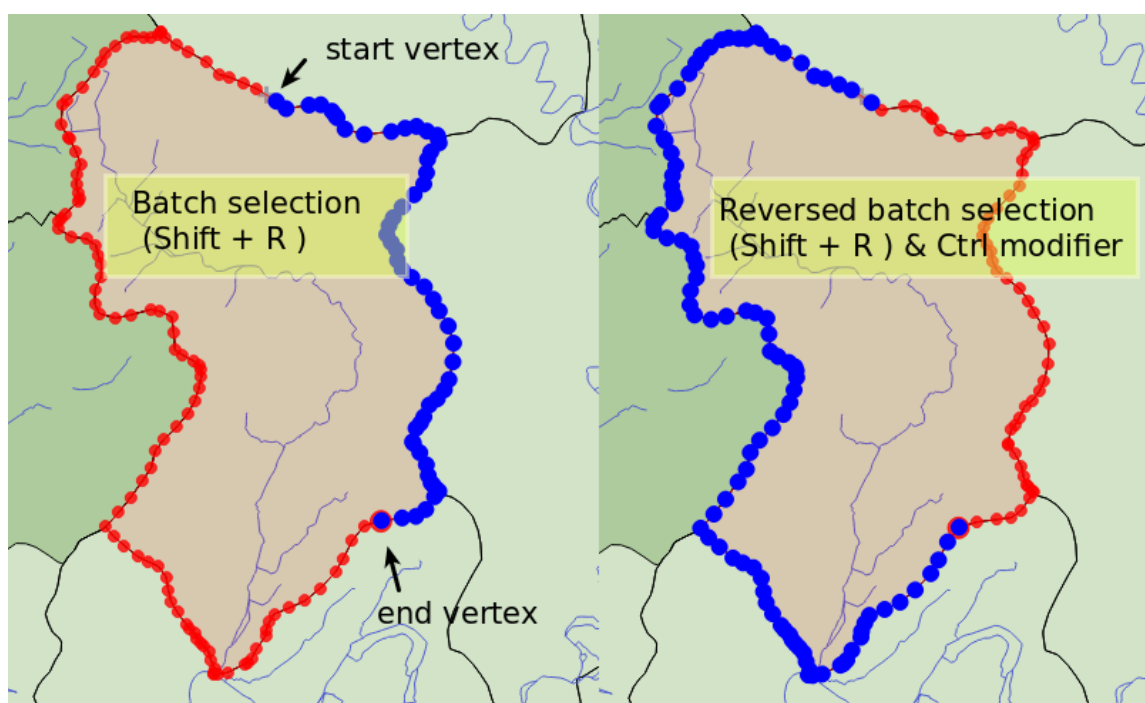 start vertex
Batch selection
(Shift + R )
end vertex
Reversed batch selection
(Shift + R ) & Ctrl modifier